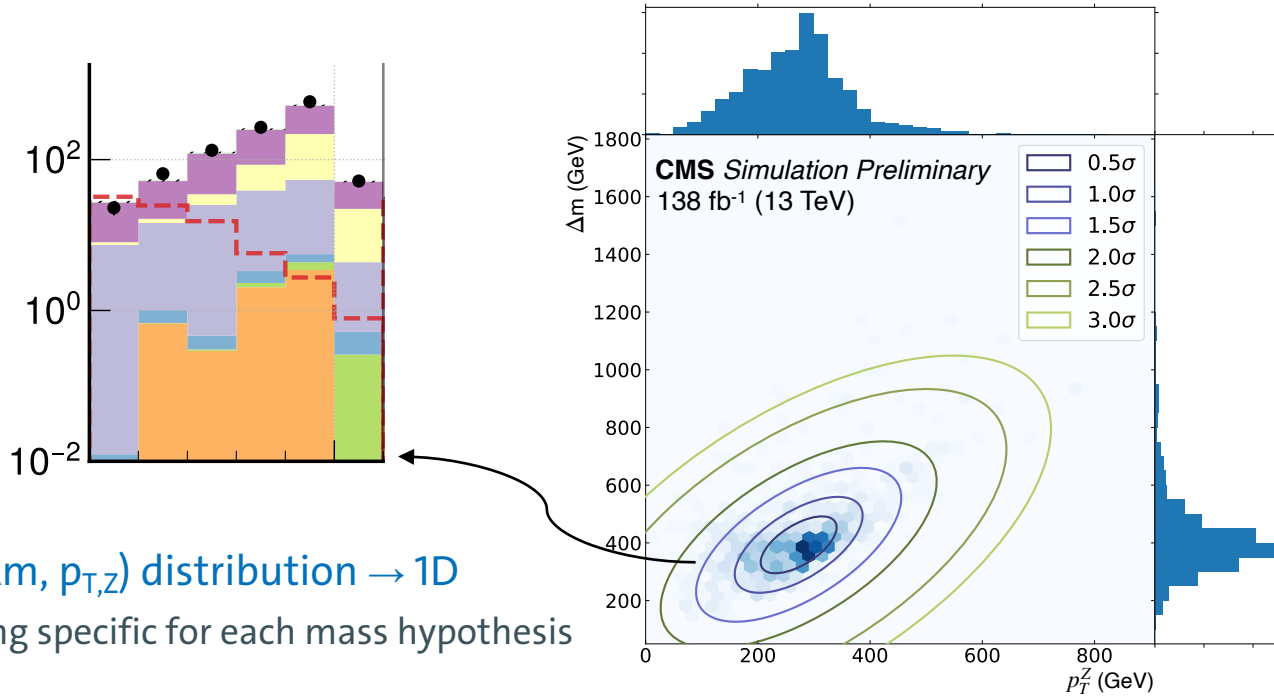 10²
10⁰
10⁻²
CMS Simulation Preliminary
138 fb⁻¹ (13 TeV)
0.5σ
1.0σ
1.5σ
2.0σ
2.5σ
3.0σ
Δm (GeV)
1800
1600
1400
1200
1000
800
600
400
200
0 200 400 600 800
p_T^Z (GeV)
m, p_T,Z) distribution → 1D
ng specific for each mass hypothesis